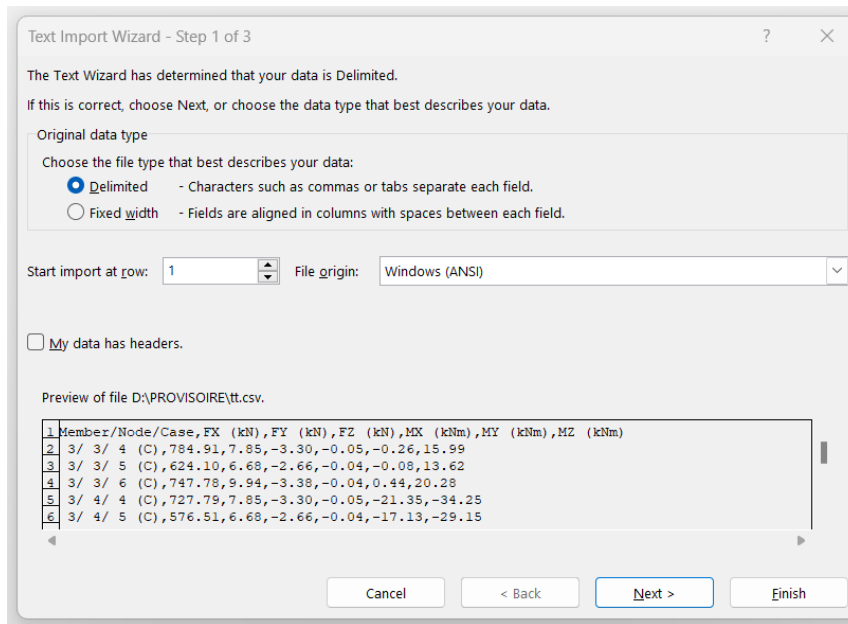 Text Import Wizard - Step 1 of 3 ?
The Text Wizard has determined that your data is Delimited.
If this is correct, choose Next, or choose the data type that best describes your data.
Original data type
Choose the file type that best describes your data:
Delimited - Characters such as commas or tabs separate each field.
Fixed width - Fields are aligned in columns with spaces between each field.
Start import at row: 1 File origin: Windows (ANSI)
My data has headers.
Preview of file D:\PROVISOIRE\tt.csv.
1 Member/Node/Case,FX (kN),FY (kN),FZ (kN),MX (kNm),MY (kNm),MZ (kNm)
2 3/ 3/ 4 (C),784.91,7.85,-3.30,-0.05,-0.26,15.99
3 3/ 3/ 5 (C),624.10,6.68,-2.66,-0.04,-0.08,13.62
4 3/ 3/ 6 (C),747.78,9.94,-3.38,-0.04,0.44,20.28
5 3/ 4/ 4 (C),727.79,7.85,-3.30,-0.05,-21.35,-34.25
6 3/ 4/ 5 (C),576.51,6.68,-2.66,-0.04,-17.13,-29.15
Cancel < Back Next > Finish